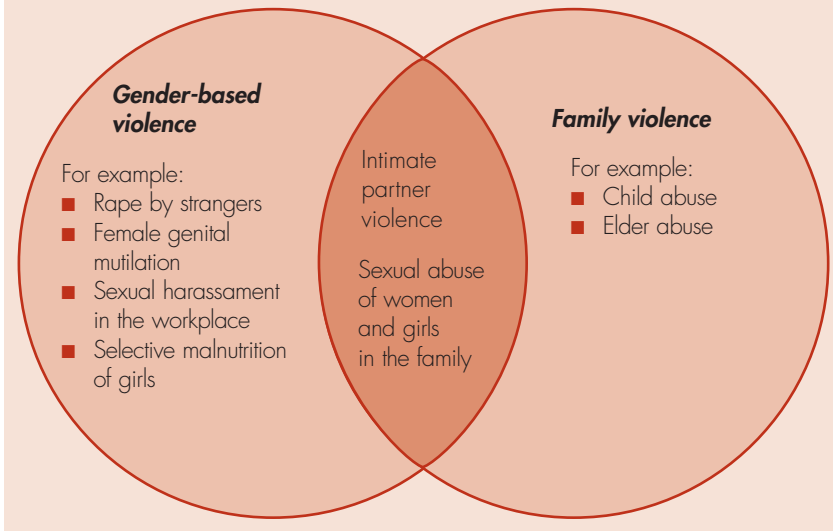 Gender-based
violence
For example:
■ Rape by strangers
■ Female genital
mutilation
■ Sexual harassment
in the workplace
■ Selective malnutrition
of girls
Intimate
partner
violence
Sexual abuse
of women
and girls
in the family
Family violence
For example:
■ Child abuse
■ Elder abuse